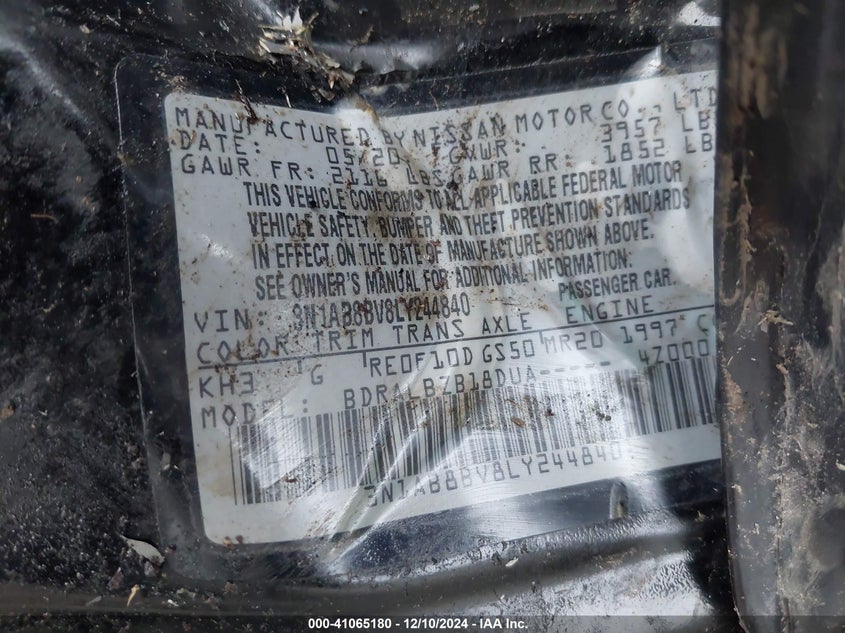 MANUFACTURED BY NISSAN MOTOR CO., LTD
DATE: 05/20 GVWR: 3957 LB
GAWR FR: 2116 LBS GAWR RR: 1852 LB
THIS VEHICLE CONFORMS TO ALL APPLICABLE FEDERAL MOTOR
VEHICLE SAFETY, BUMPER AND THEFT PREVENTION STANDARDS
IN EFFECT ON THE DATE OF MANUFACTURE SHOWN ABOVE.
SEE OWNER'S MANUAL FOR ADDITIONAL INFORMATION.
VIN: 3N1AB8BV8LY244840 PASSENGER CAR.
COLOR TRIM TRANS AXLE ENGINE
KH3 G RE0F10D GS50 MR20 1997 C
MODEL: BDRALBZB18DUA----- 4Z000
3N1AB8BV8LY244840
000-41065180 - 12/10/2024 - IAA Inc.